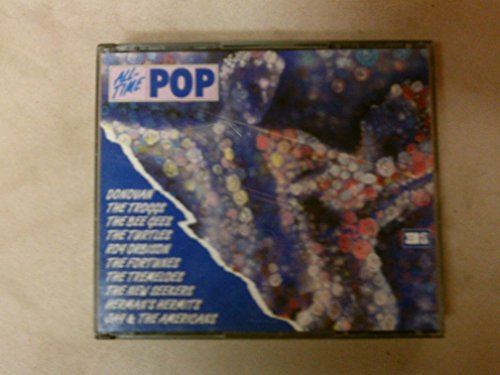 ALL-
TIME
POP
DONOVAN
THE TROGGS
THE BEE GEES
THE TURTLES
ROY ORBISON
THE FORTUNES
THE TREMELOES
THE NEW SEEKERS
HERMAN'S HERMITS
JAY & THE AMERICANS